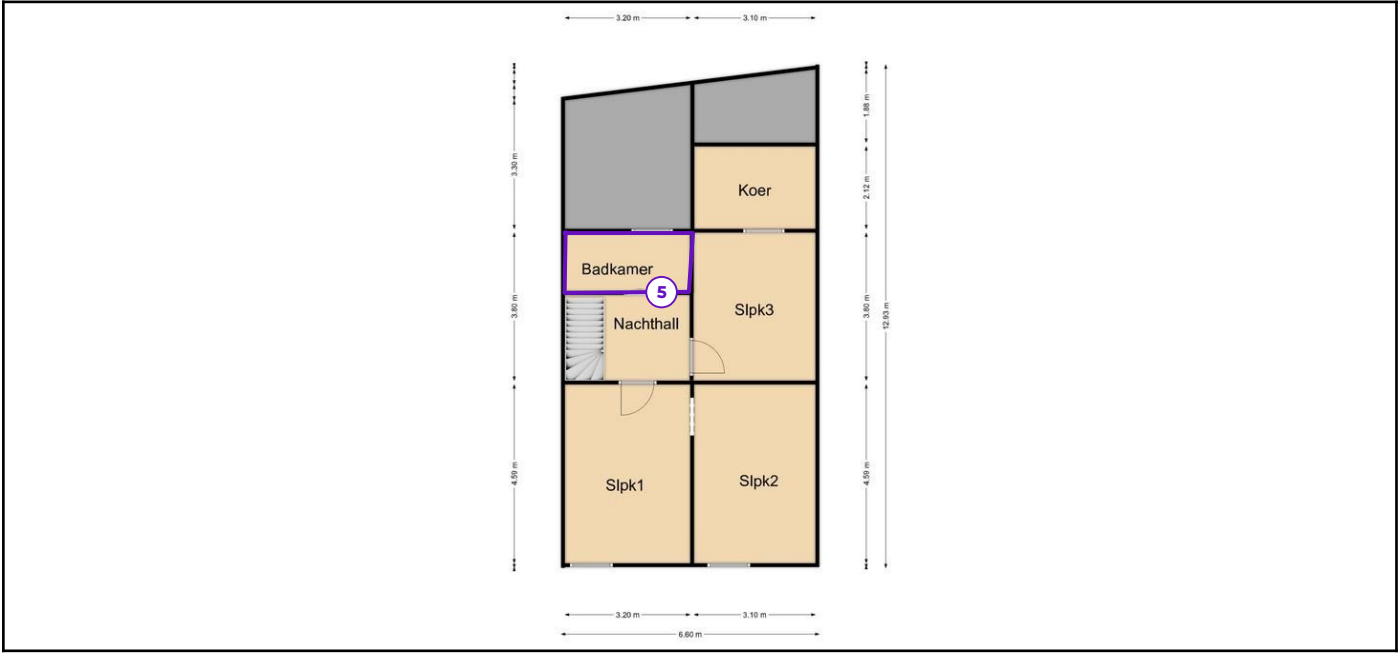 3.20 m
3.10 m
1.88 m
3.30 m
2.12 m
Koer
Badkamer
5
3.80 m
Nachthall
Slpk3
3.80 m
12.93 m
4.59 m
Slpk1
Slpk2
4.59 m
3.20 m
3.10 m
6.60 m